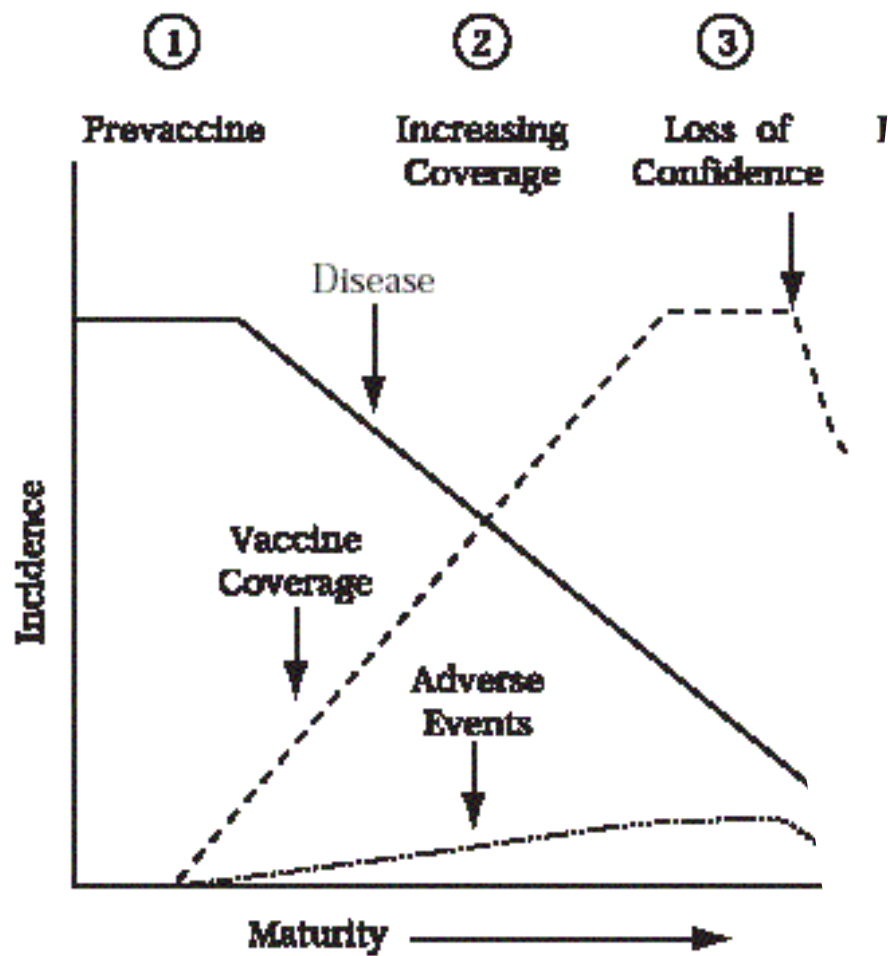 ① ② ③
Prevaccine
Increasing
Coverage
Loss of
Confidence
Disease
Vaccine
Coverage
Adverse
Events
Incidence
Maturity